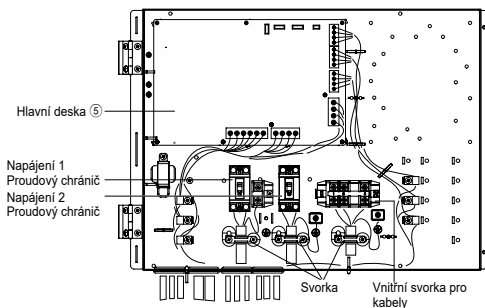 Hlavní deska ⑤
Napájení 1
Proudový chránič
Napájení 2
Proudový chránič
Svorka
Vnitřní svorka pro
kabely